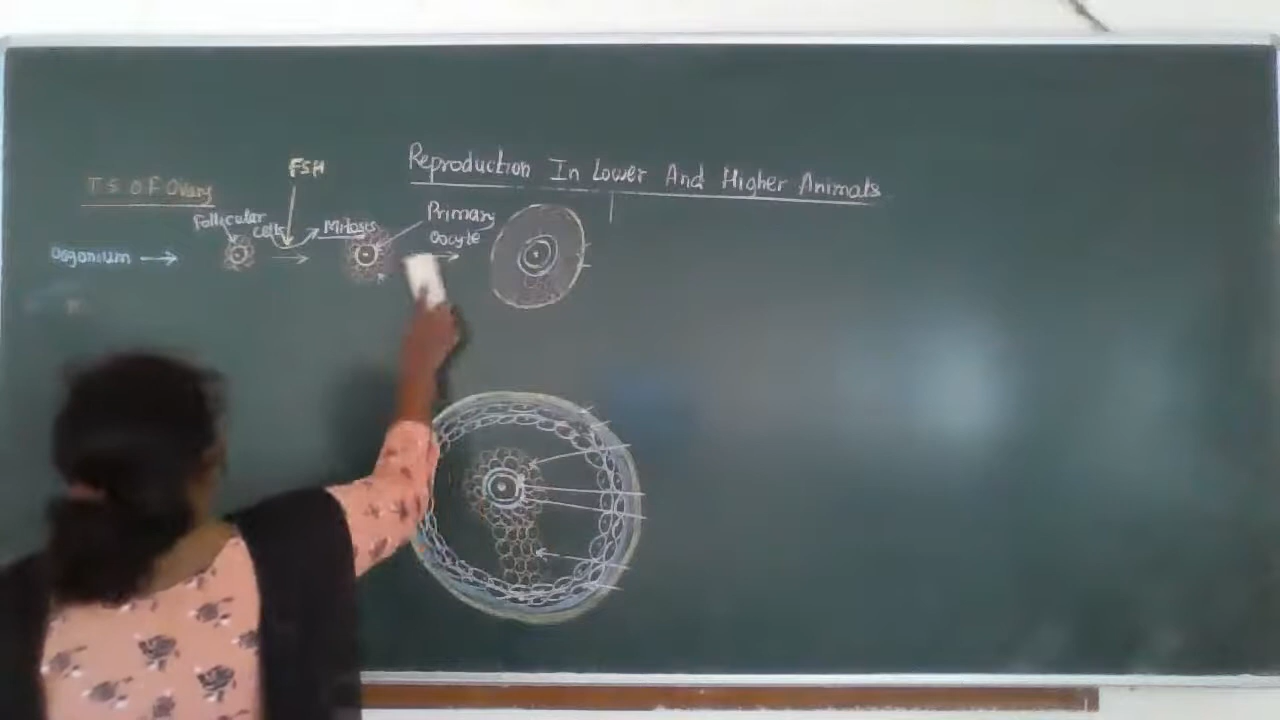 Reproduction In Lower And Higher Animals
T.S. OF Ovary
FSH
Follicular
cells
Mitosis
Primary
oocyte
Oogonium